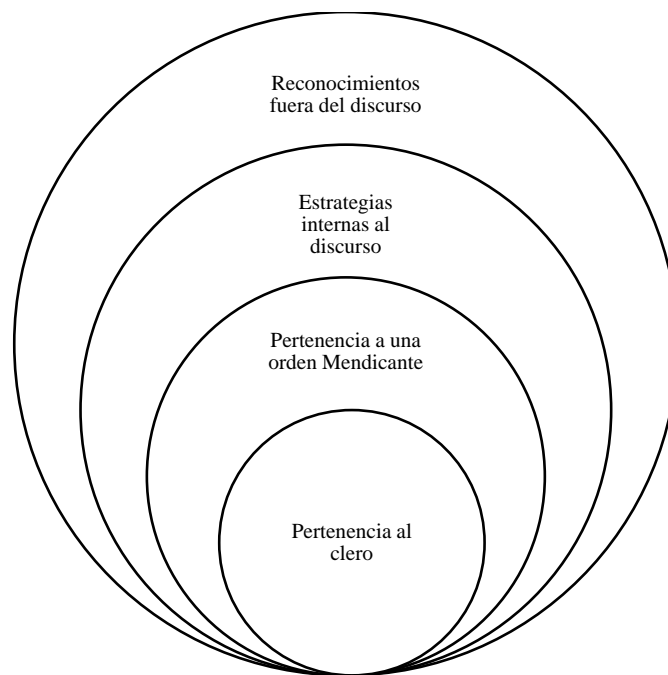 Reconocimientos
fuera del discurso
Estrategias
internas al
discurso
Pertenencia a una
orden Mendicante
Pertenencia al
clero